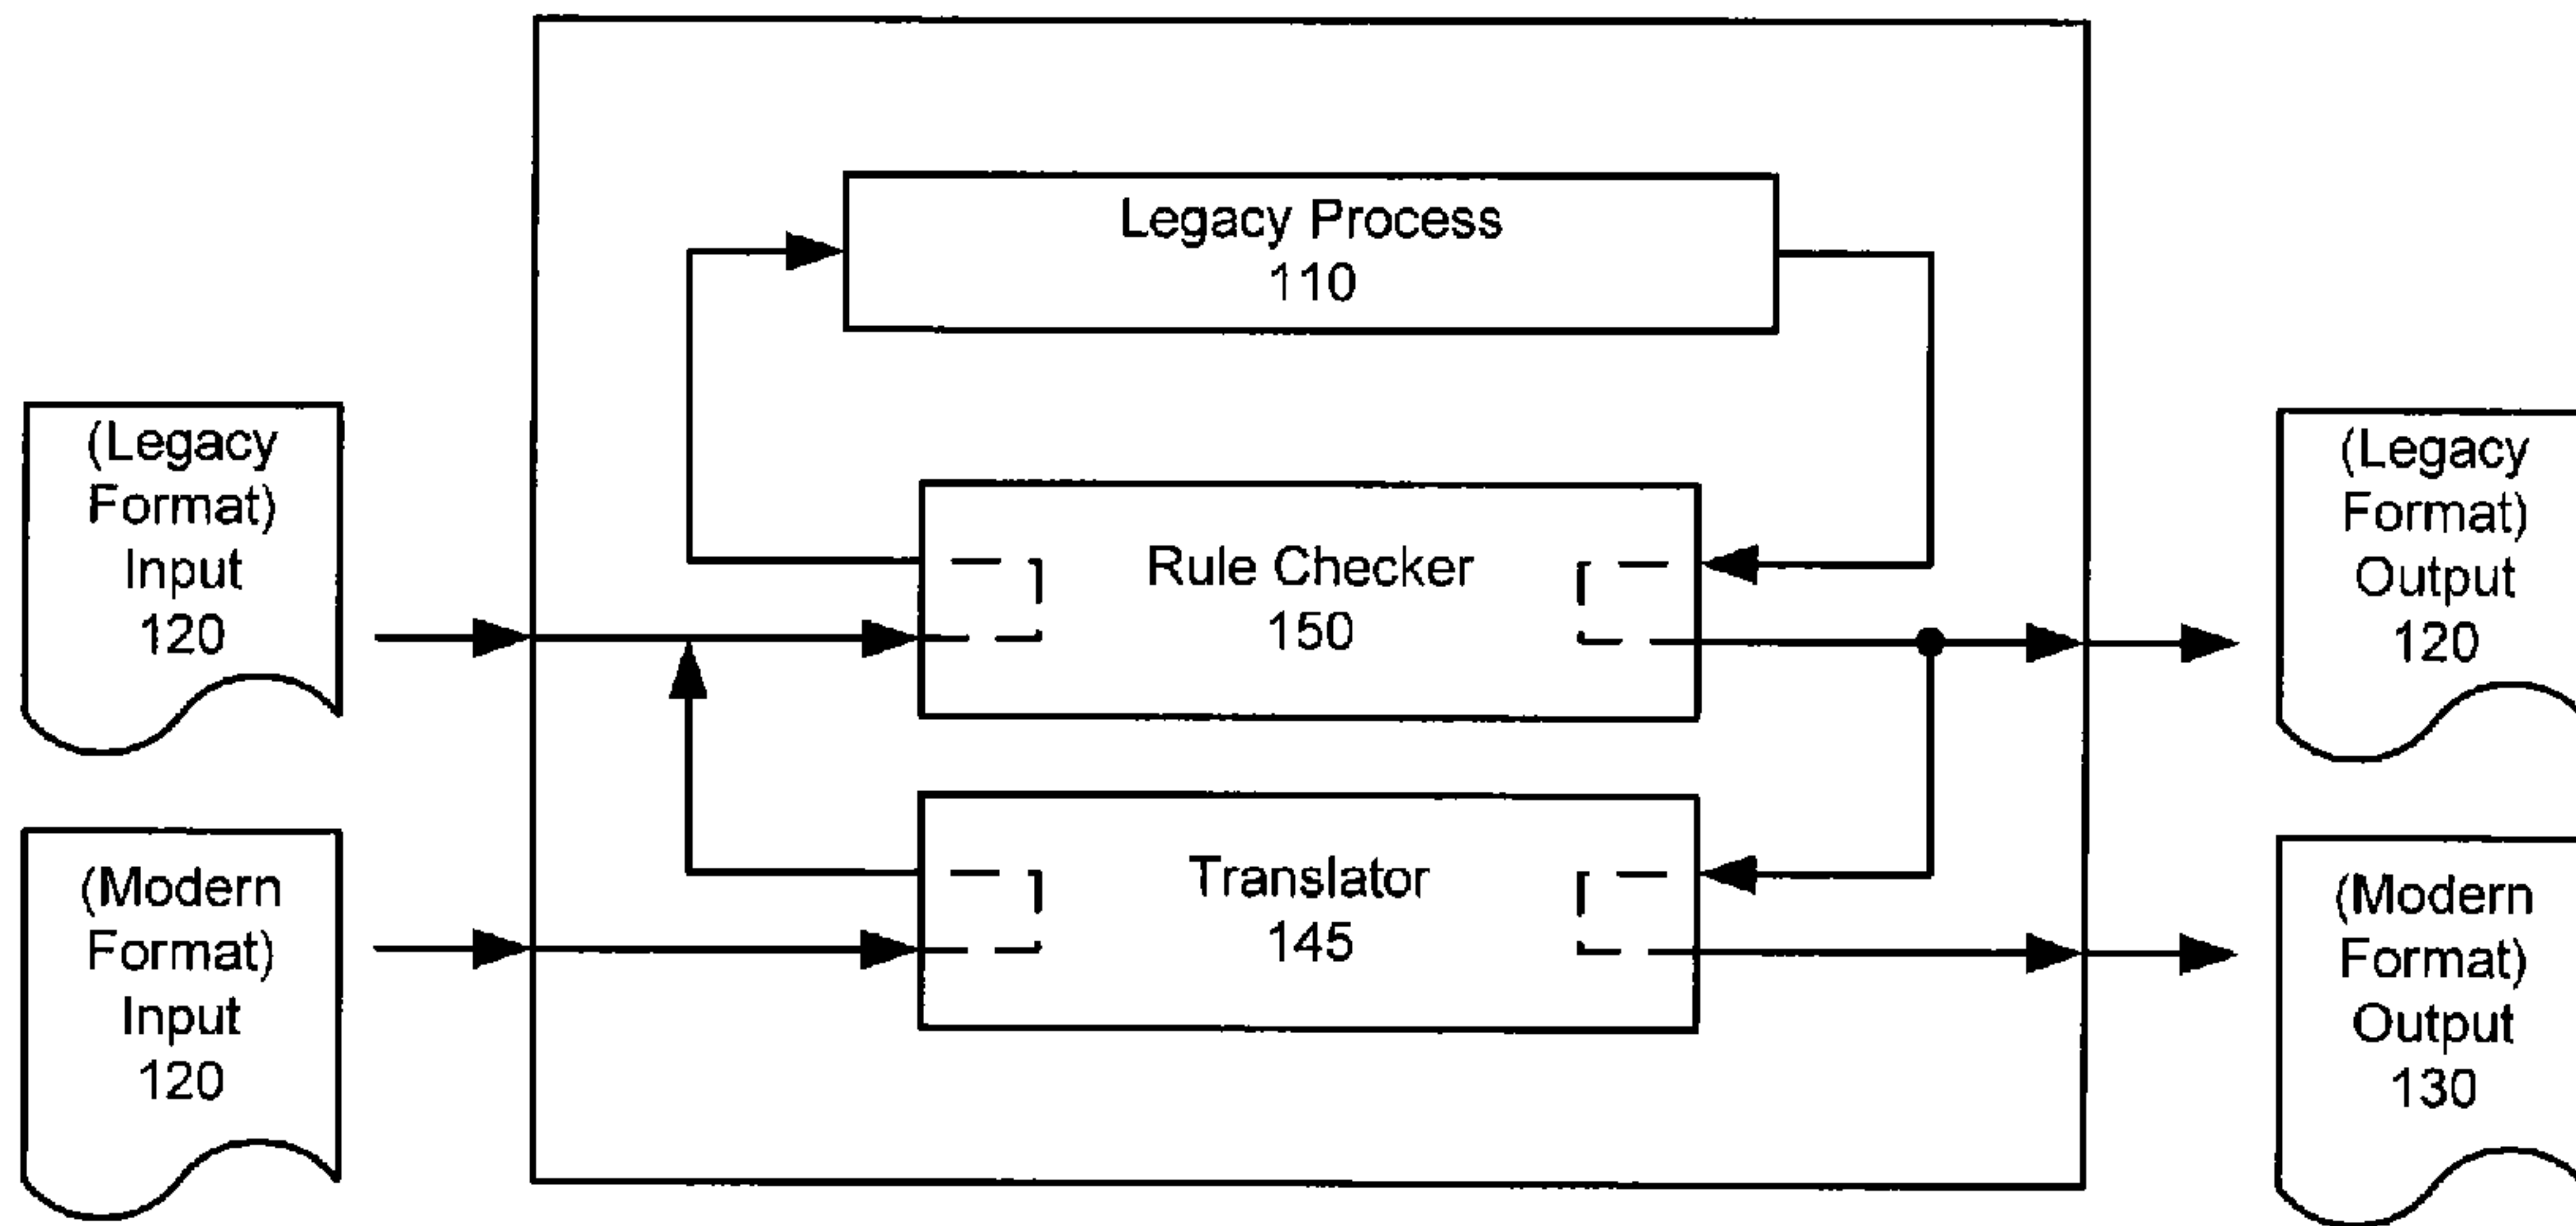 Legacy Process
110
(Legacy
Format)
Input
120
Rule Checker
150
(Legacy
Format)
Output
120
(Modern
Format)
Input
120
Translator
145
(Modern
Format)
Output
130